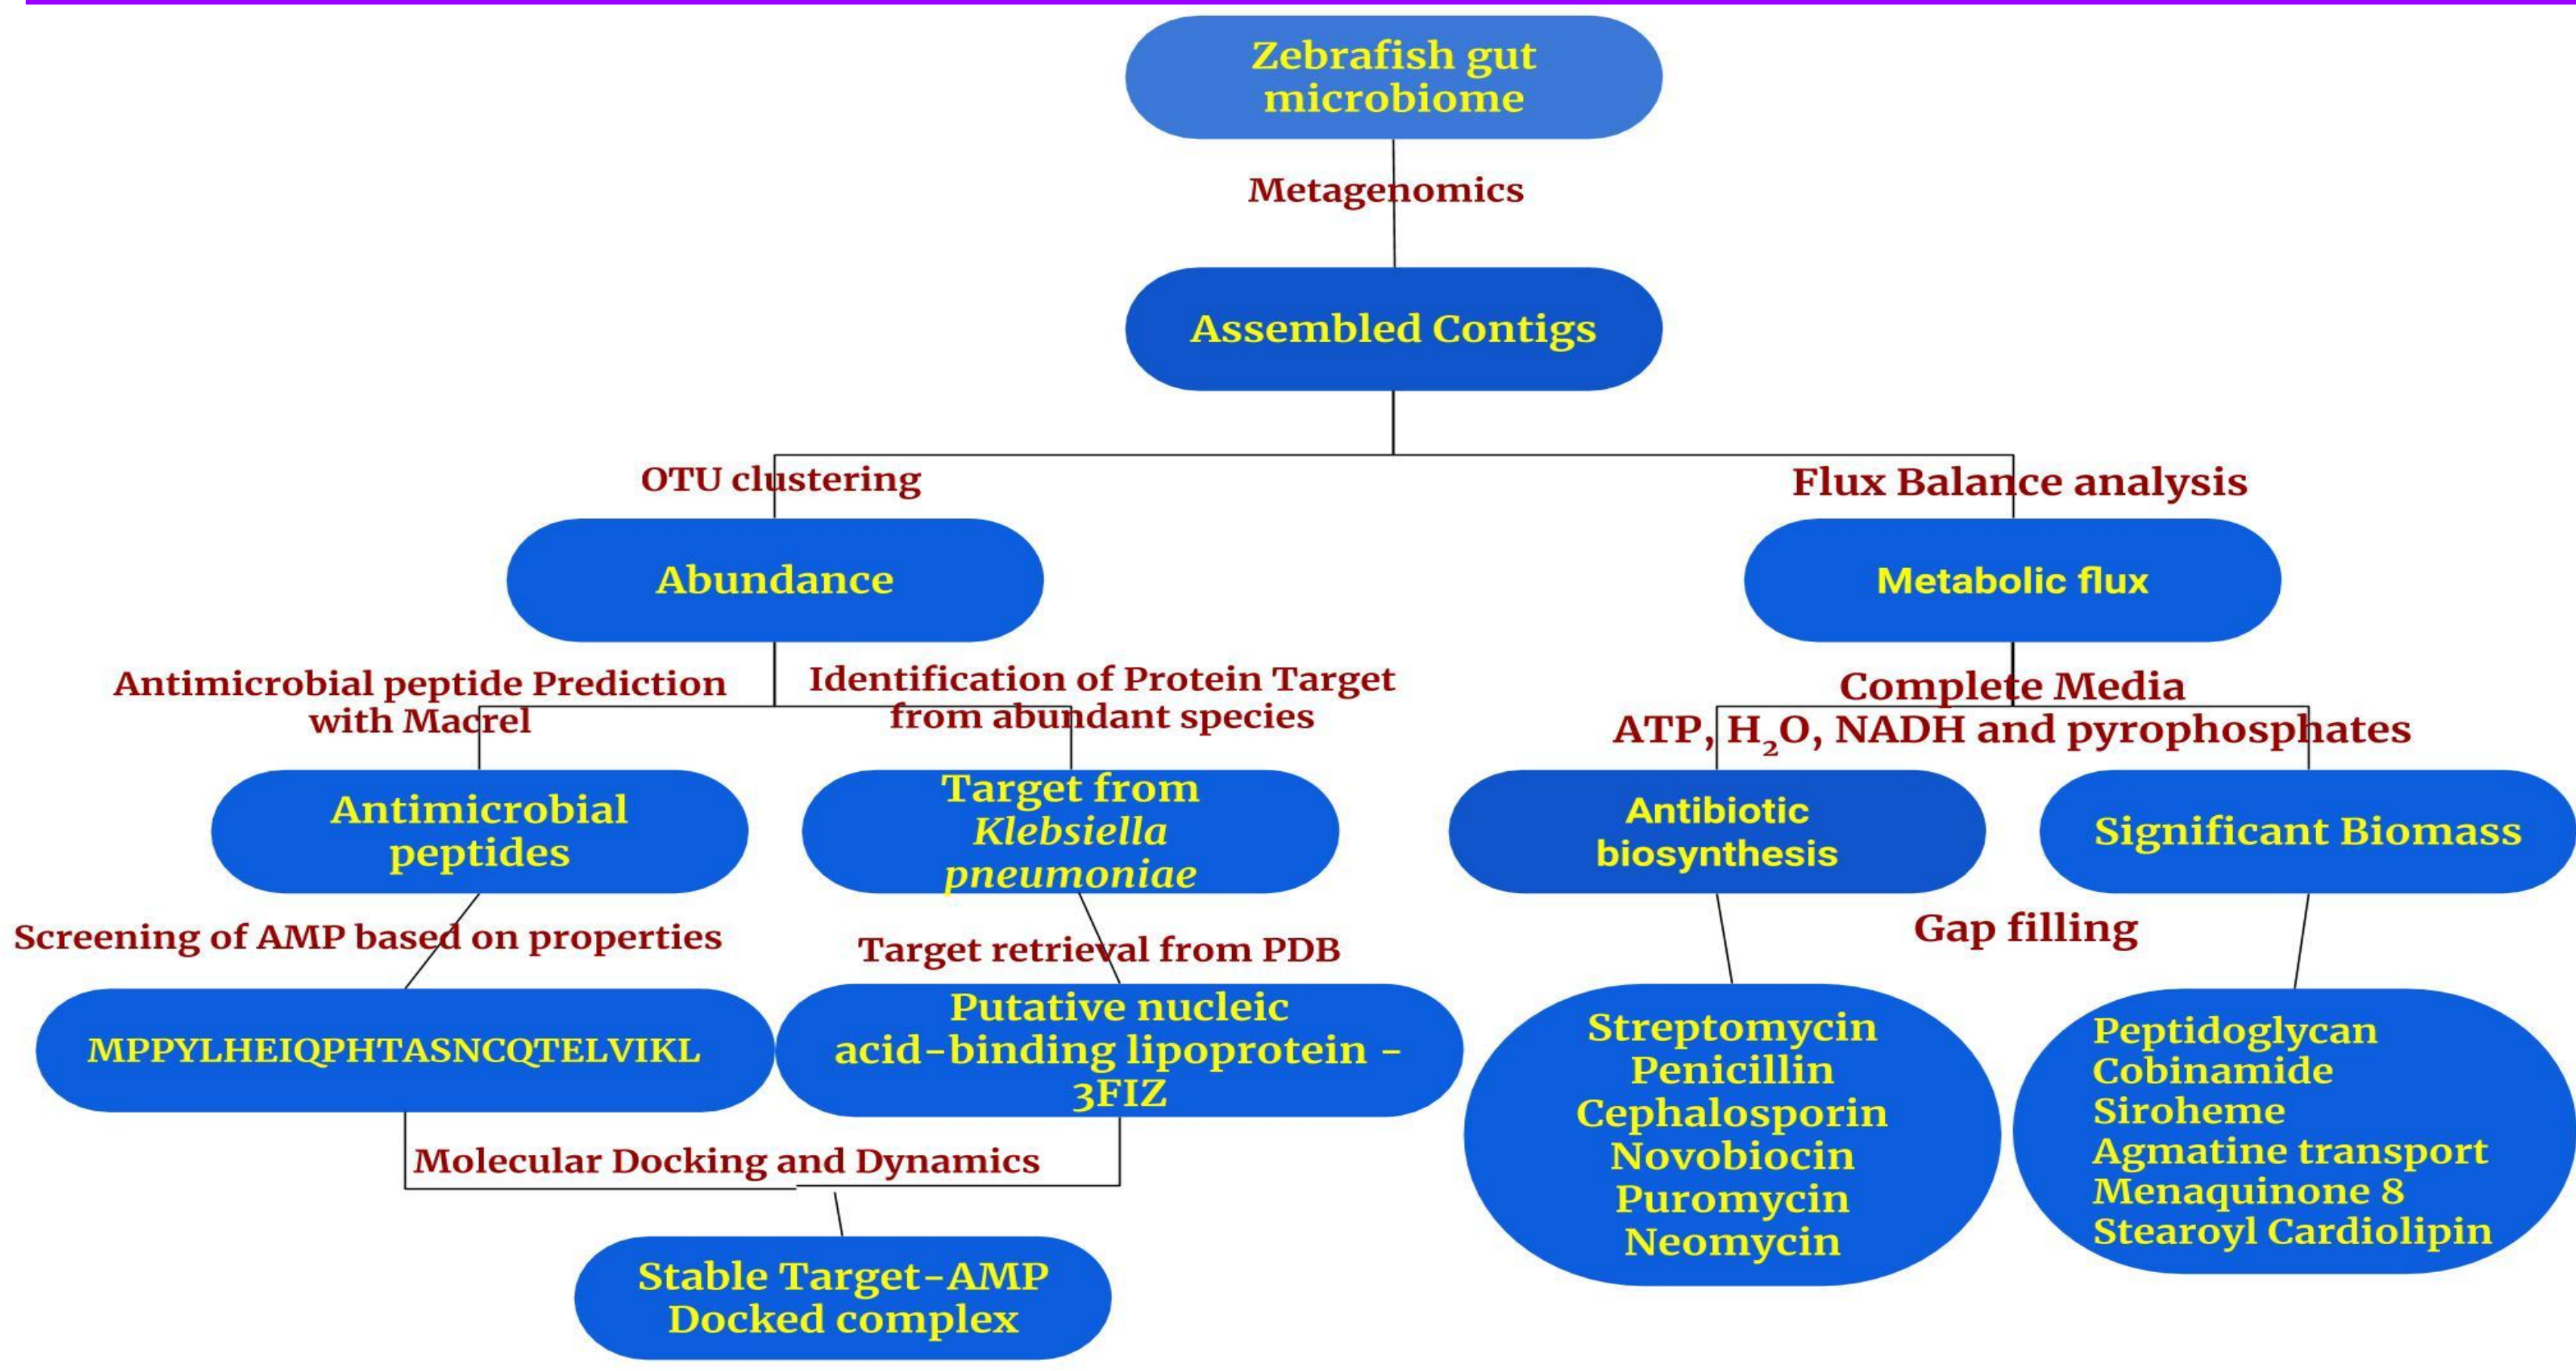 Zebrafish gut
microbiome
Metagenomics
Assembled Contigs
OTU clustering
Flux Balance analysis
Abundance
Metabolic flux
Antimicrobial peptide Prediction
with Macrel
Identification of Protein Target
from abundant species
Complete Media
ATP, H₂O, NADH and pyrophosphates
Antimicrobial
peptides
Target from
Klebsiella
pneumoniae
Antibiotic
biosynthesis
Significant Biomass
Screening of AMP based on properties
Target retrieval from PDB
Gap filling
MPPYLHEIQPHTASNCQTELVIKL
Putative nucleic
acid-binding lipoprotein -
3FIZ
Streptomycin
Penicillin
Cephalosporin
Novobiocin
Puromycin
Neomycin
Peptidoglycan
Cobinamide
Siroheme
Agmatine transport
Menaquinone 8
Stearoyl Cardiolipin
Molecular Docking and Dynamics
Stable Target-AMP
Docked complex